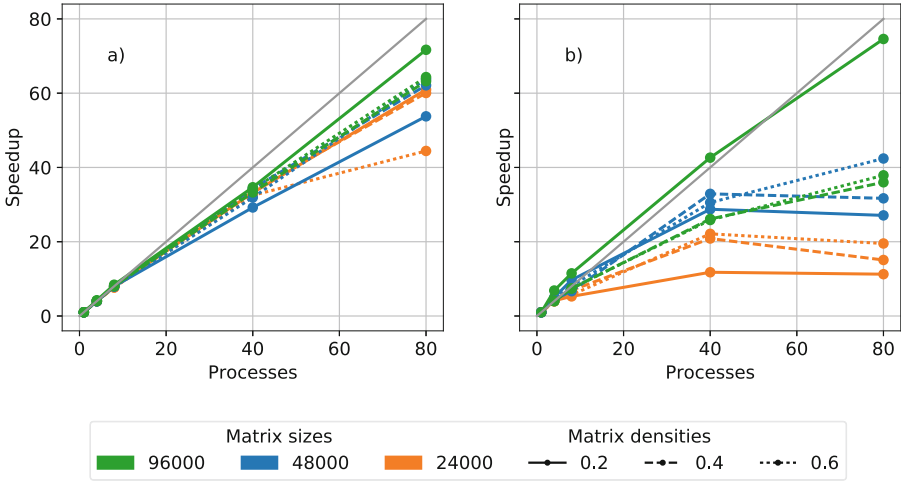 80
60
40
20
0
Speedup
a)
0 20 40 60 80
Processes
Speedup
b)
0 20 40 60 80
Processes
Matrix sizes Matrix densities
96000 48000 24000 0.2 0.4 0.6